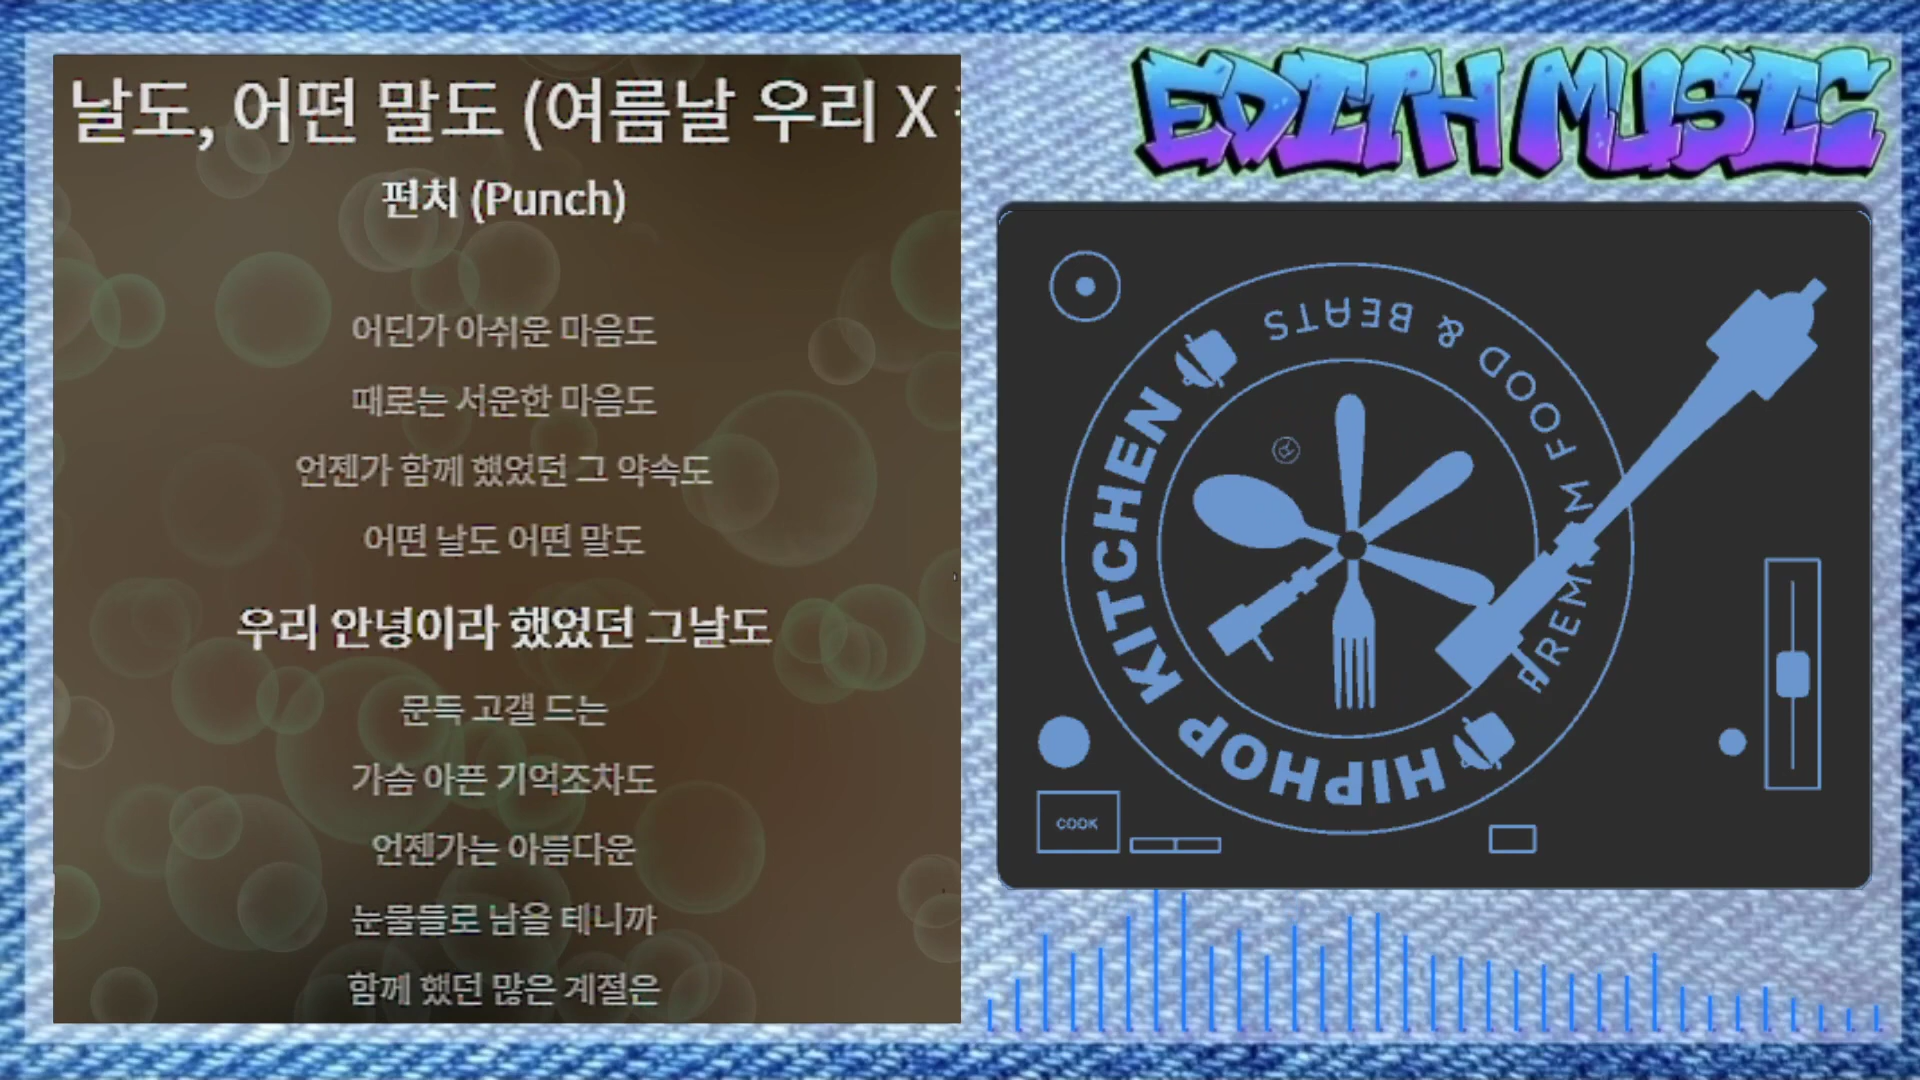 날도, 어떤 말도 (여름날 우리 X
펀치 (Punch)
어딘가 아쉬운 마음도
때로는 서운한 마음도
언젠가 함께 했었던 그 약속도
어떤 날도 어떤 말도
우리 안녕이라 했었던 그날도
문득 고갤 드는
가슴 아픈 기억조차도
언젠가는 아름다운
눈물들로 남을 테니까
함께 했던 많은 계절은
EDITH MUSIC
HIPHOP KITCHEN
PREMIUM FOOD & BEATS
®
COOK